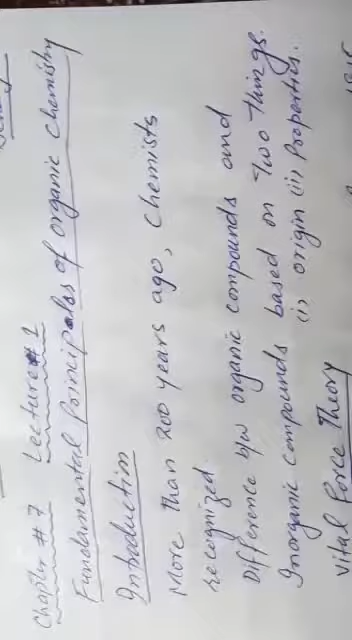 Chapter # 7 Lecture # 1
Fundamental Principales of organic chemistry
Introduction
More than 200 years ago, Chemists
recognized
Difference b/w organic compounds and
Inorganic compounds based on Two Things.
(i) origin (ii) Properties.
Vital Force Theory